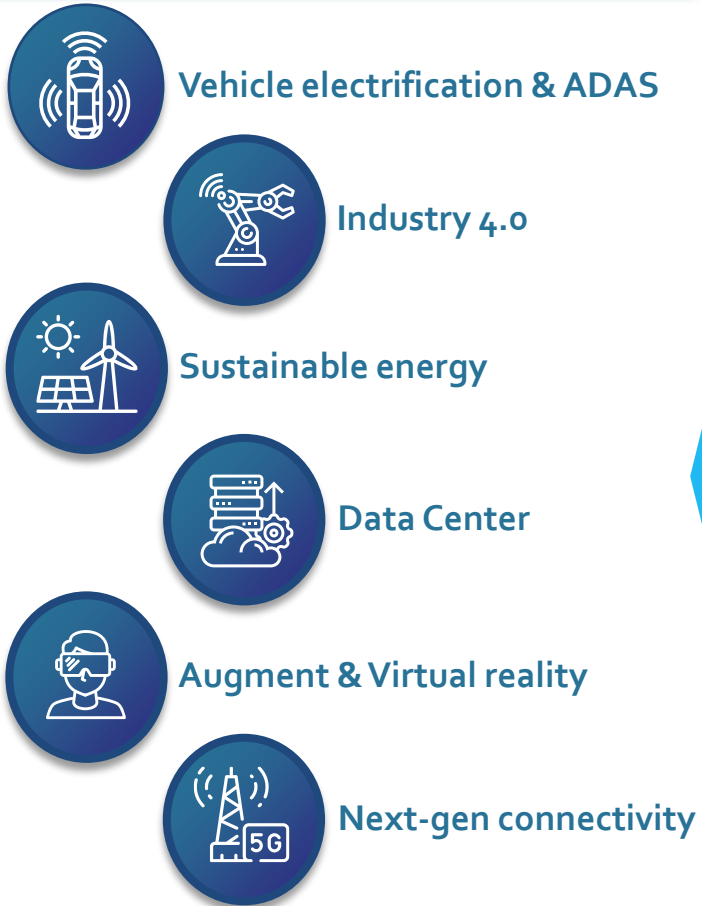 Vehicle electrification & ADAS
Industry 4.0
Sustainable energy
Data Center
Augment & Virtual reality
Next-gen connectivity
5G